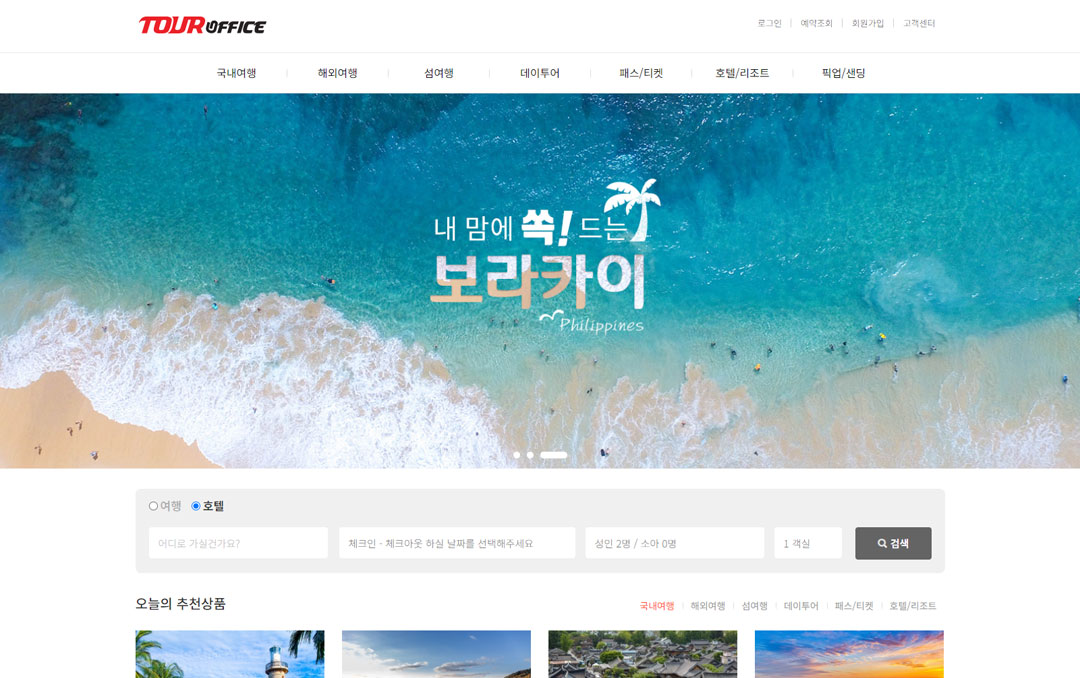 TOUR OFFICE
로그인 예약조회 회원가입 고객센터
국내여행 해외여행 섬여행 데이투어 패스/티켓 호텔/리조트 픽업/샌딩
내 맘에 쏙! 드는
보라카이
Philippines
여행 호텔
어디로 가실건가요? 체크인 - 체크아웃 하실 날짜를 선택해주세요 성인 2명 / 소아 0명 1 객실 검색
오늘의 추천상품 국내여행 해외여행 섬여행 데이투어 패스/티켓 호텔/리조트